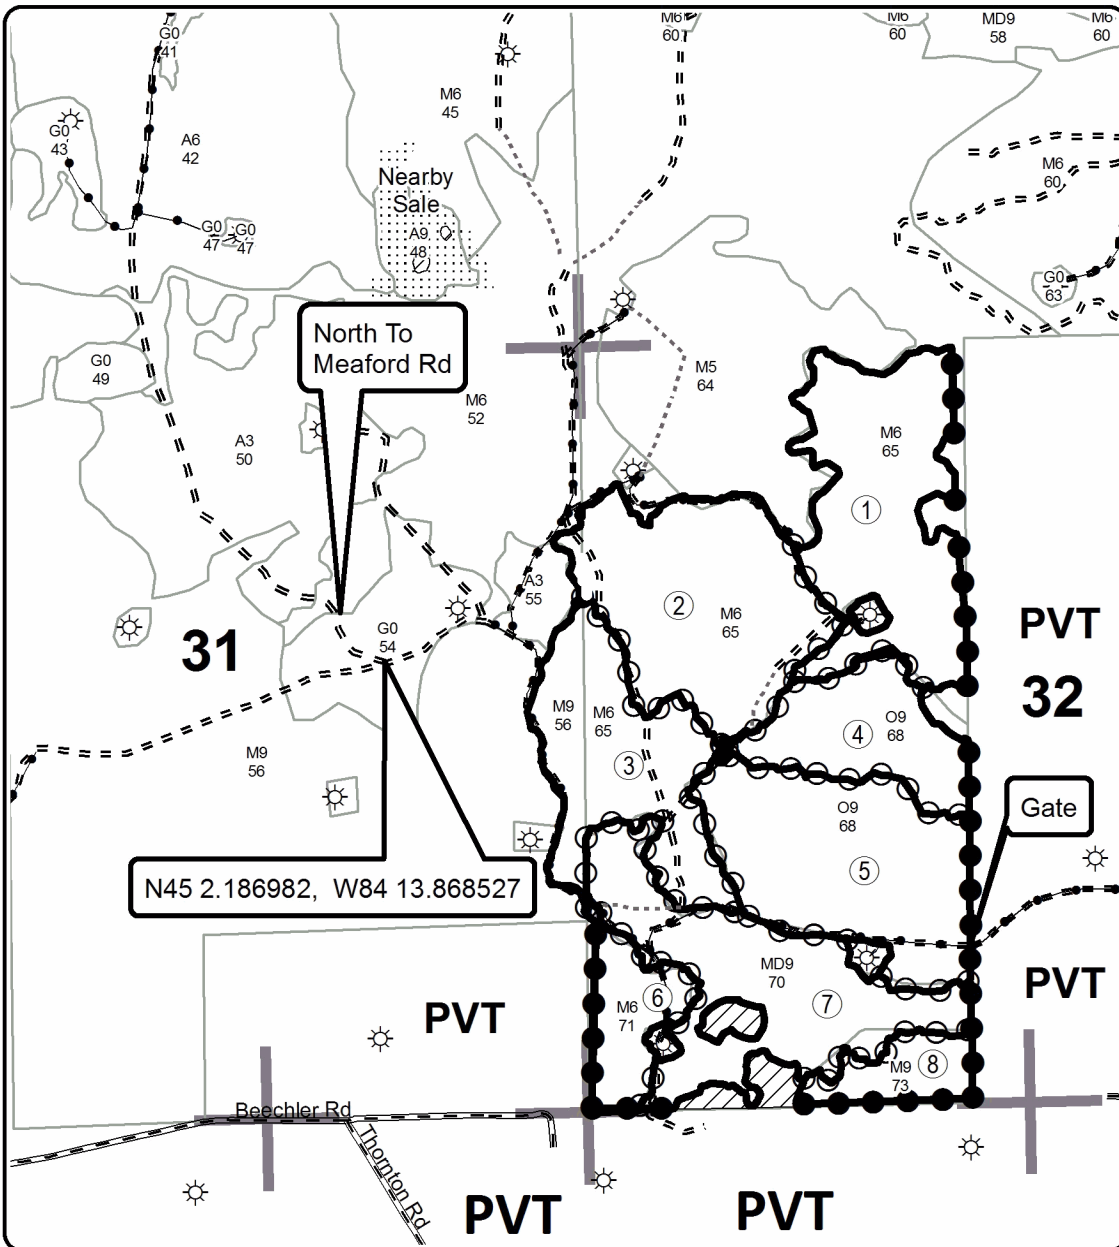 G0
41
M6
607
M6
60
MD9
58
M6
60
M6
45
G0
43
A6
42
M6
60
Nearby
Sale
A9
48
G0
47
G0
47
G0
63
North To
Meaford Rd
G0
49
M5
64
M6
52
M6
65
A3
50
1
A3
55
2
M6
65
G0
54
31
PVT
32
M9
56
M6
65
O9
68
4
M9
56
3
O9
68
Gate
5
N45 2.186982, W84 13.868527
MD9
70
PVT
PVT
6
M6
71
7
8
M9
73
Beechler Rd
Thornton Rd
PVT
PVT